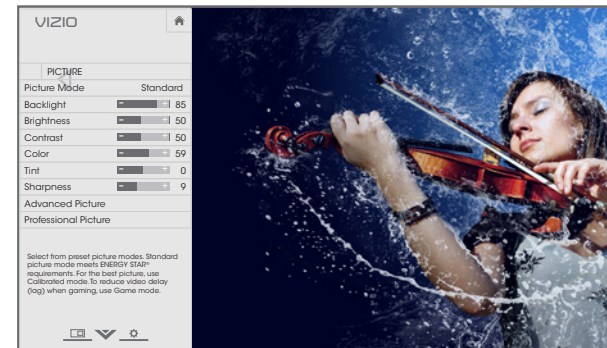 VIZIO
PICTURE
Picture Mode Standard
Backlight 85
Brightness 50
Contrast 50
Color 59
Tint 0
Sharpness 9
Advanced Picture
Professional Picture
Select from preset picture modes. Standard
picture mode meets ENERGY STAR®
requirements. For the best picture, use
Calibrated mode. To reduce video delay
(lag) when gaming, use Game mode.